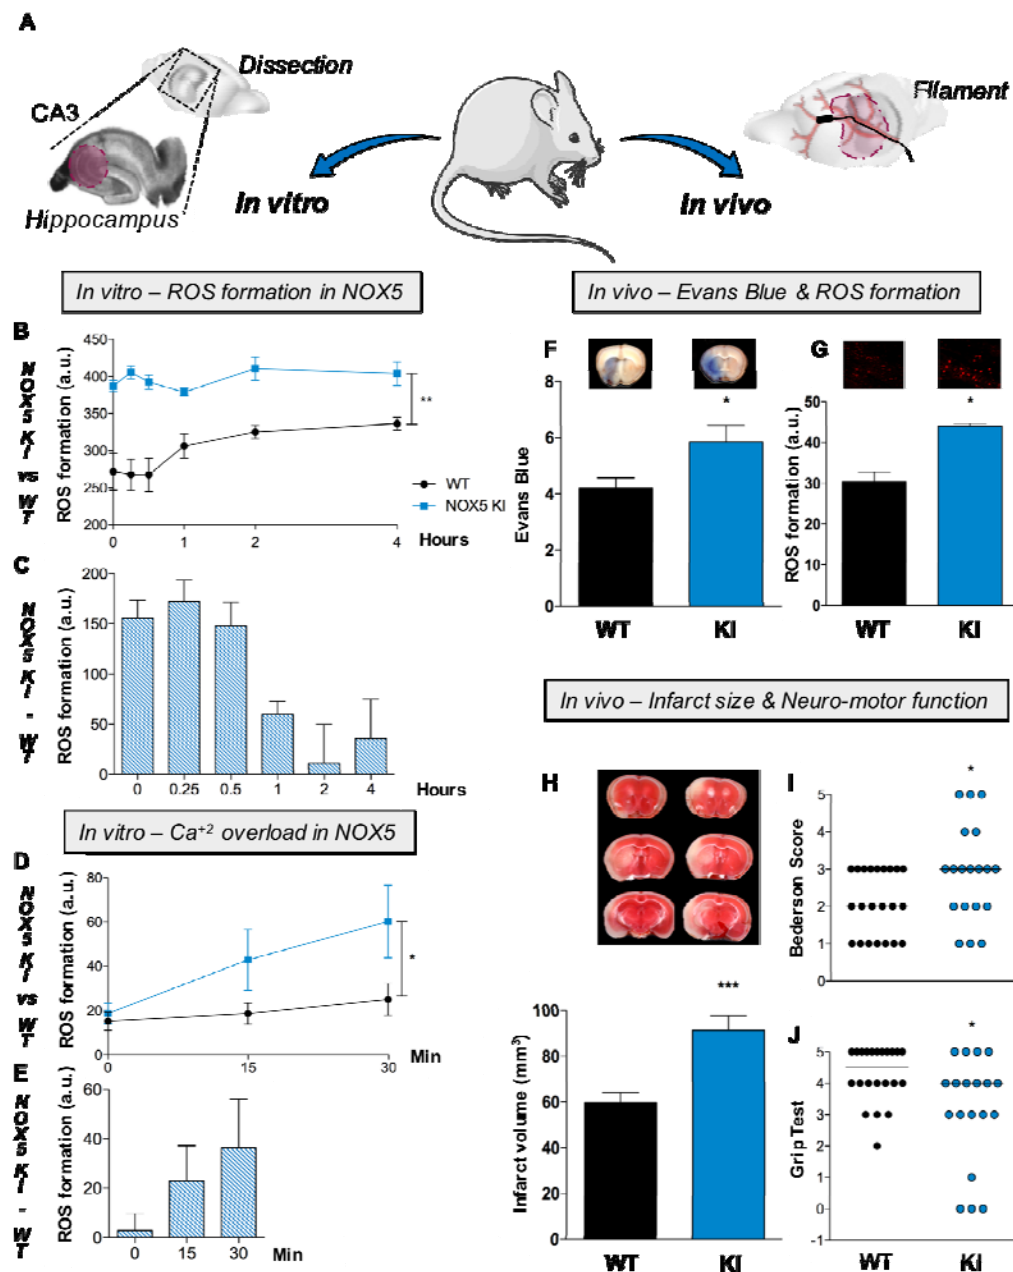 A
Dissection
CA3
Hippocampus
In vitro
In vivo
Filament
In vitro – ROS formation in NOX5
In vivo – Evans Blue & ROS formation
B
NOX5 KI vs WT
ROS formation (a.u.)
450
400
350
300
250
200
**
WT
NOX5 KI
0
1
2
4
Hours
C
NOX5 KI - WT
ROS formation (a.u.)
200
150
100
50
0
0
0.25
0.5
1
2
4
Hours
In vitro – Ca+2 overload in NOX5
D
NOX5 KI vs WT
ROS formation (a.u.)
80
60
40
20
0
*
0
15
30
Min
E
NOX5 KI - WT
ROS formation (a.u.)
60
40
20
0
0
15
30
Min
F
Evans Blue
8
6
4
2
0
*
WT
KI
G
ROS formation (a.u.)
50
40
30
20
10
0
*
WT
KI
In vivo – Infarct size & Neuro-motor function
H
Infarct volume (mm3)
100
80
60
40
20
0
***
WT
KI
I
Bederson Score
5
4
3
2
1
0
*
J
Grip Test
5
4
3
2
1
0
-1
*
WT
KI